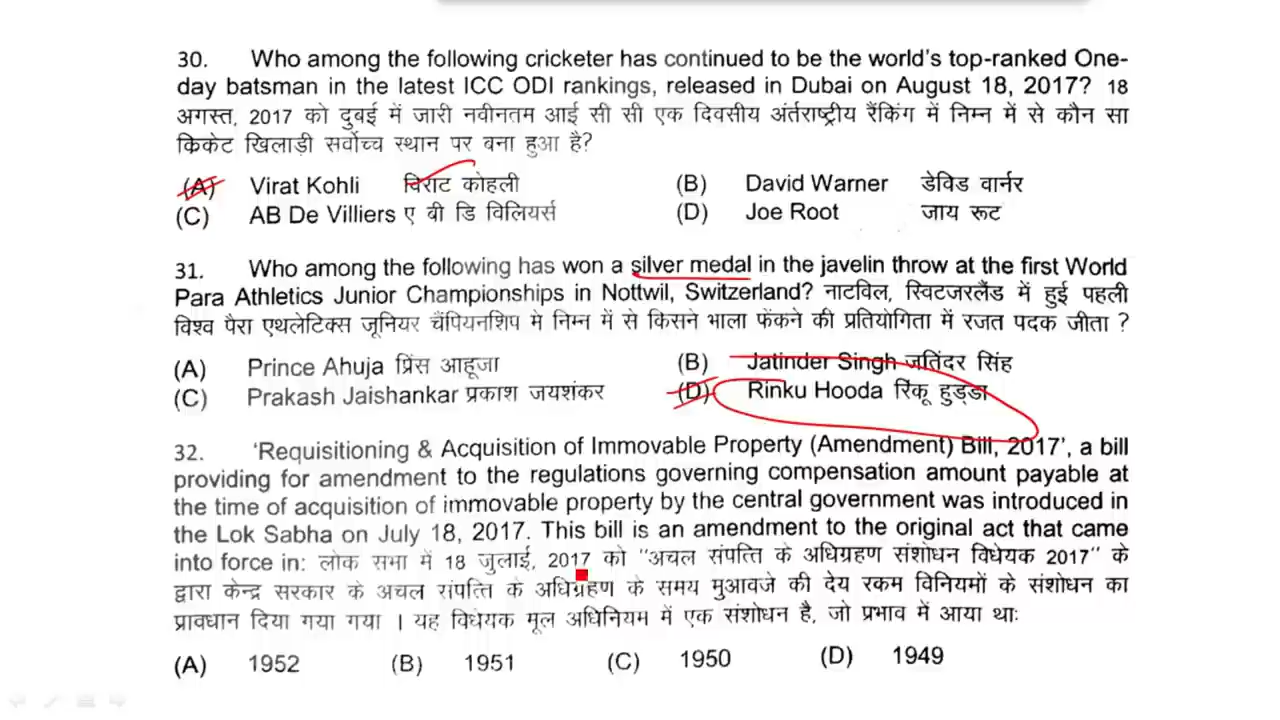 30. Who among the following cricketer has continued to be the world's top-ranked One-
day batsman in the latest ICC ODI rankings, released in Dubai on August 18, 2017? 18
अगस्त, 2017 को दुबई में जारी नवीनतम आई सी सी एक दिवसीय अंर्तराष्ट्रीय रैंकिंग में निम्न में से कौन सा
क्रिकेट खिलाड़ी सर्वोच्च स्थान पर बना हुआ है?
(A) Virat Kohli विराट कोहली (B) David Warner डेविड वार्नर
(C) AB De Villiers ए बी डि विलियर्स (D) Joe Root जाय रूट
31. Who among the following has won a silver medal in the javelin throw at the first World
Para Athletics Junior Championships in Nottwil, Switzerland? नाटविल, स्विटजरलैंड में हुई पहली
विश्व पैरा एथलेटिक्स जूनियर चैंपियनशिप मे निम्न में से किसने भाला फेंकने की प्रतियोगिता में रजत पदक जीता ?
(A) Prince Ahuja प्रिंस आहूजा (B) Jatinder Singh जतिंदर सिंह
(C) Prakash Jaishankar प्रकाश जयशंकर (D) Rinku Hooda रिंकू हुड्डा
32. 'Requisitioning & Acquisition of Immovable Property (Amendment) Bill, 2017', a bill
providing for amendment to the regulations governing compensation amount payable at
the time of acquisition of immovable property by the central government was introduced in
the Lok Sabha on July 18, 2017. This bill is an amendment to the original act that came
into force in: लोक सभा में 18 जुलाई, 2017 को "अचल संपत्ति के अधिग्रहण संशोधन विधेयक 2017" के
द्वारा केन्द्र सरकार के अचल संपत्ति के अधिग्रहण के समय मुआवजे की देय रकम विनियमों के संशोधन का
प्रावधान दिया गया गया । यह विधेयक मूल अधिनियम में एक संशोधन है, जो प्रभाव में आया थाः
(A) 1952 (B) 1951 (C) 1950 (D) 1949